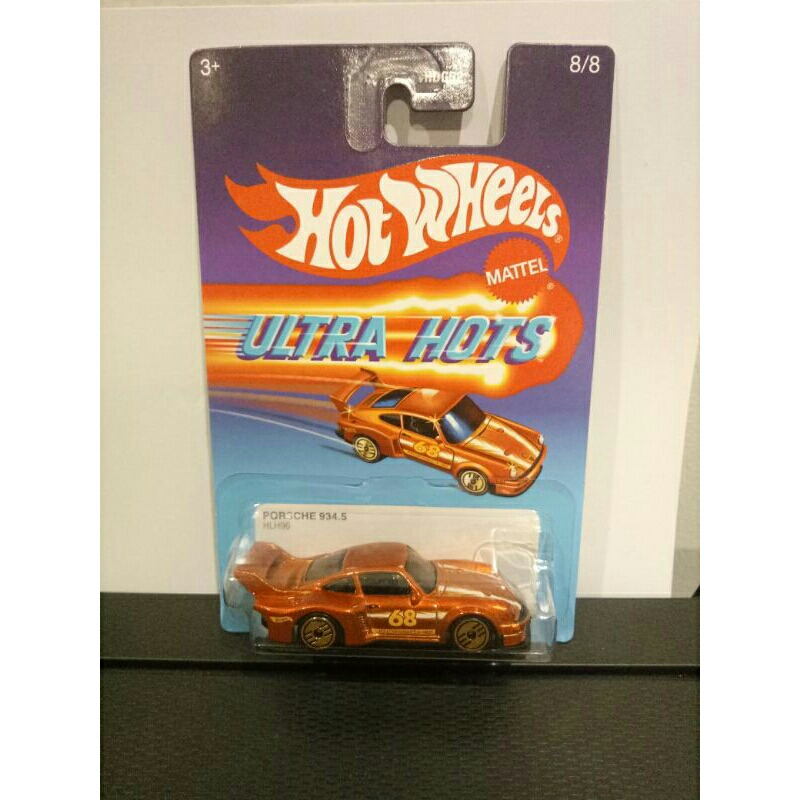 3+
8/8
HOT WHEELS ®
MATTEL
®
ULTRA HOTS
68
PORSCHE 934.5
HLH96
68